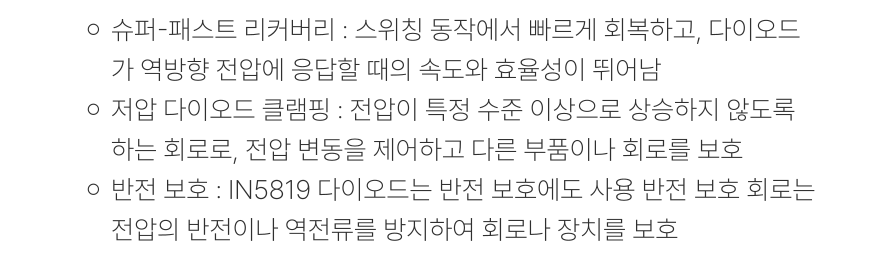 ○ 슈퍼-패스트 리커버리 : 스위칭 동작에서 빠르게 회복하고, 다이오드
가 역방향 전압에 응답할 때의 속도와 효율성이 뛰어남
○ 저압 다이오드 클램핑 : 전압이 특정 수준 이상으로 상승하지 않도록
하는 회로로, 전압 변동을 제어하고 다른 부품이나 회로를 보호
○ 반전 보호 : IN5819 다이오드는 반전 보호에도 사용 반전 보호 회로는
전압의 반전이나 역전류를 방지하여 회로나 장치를 보호